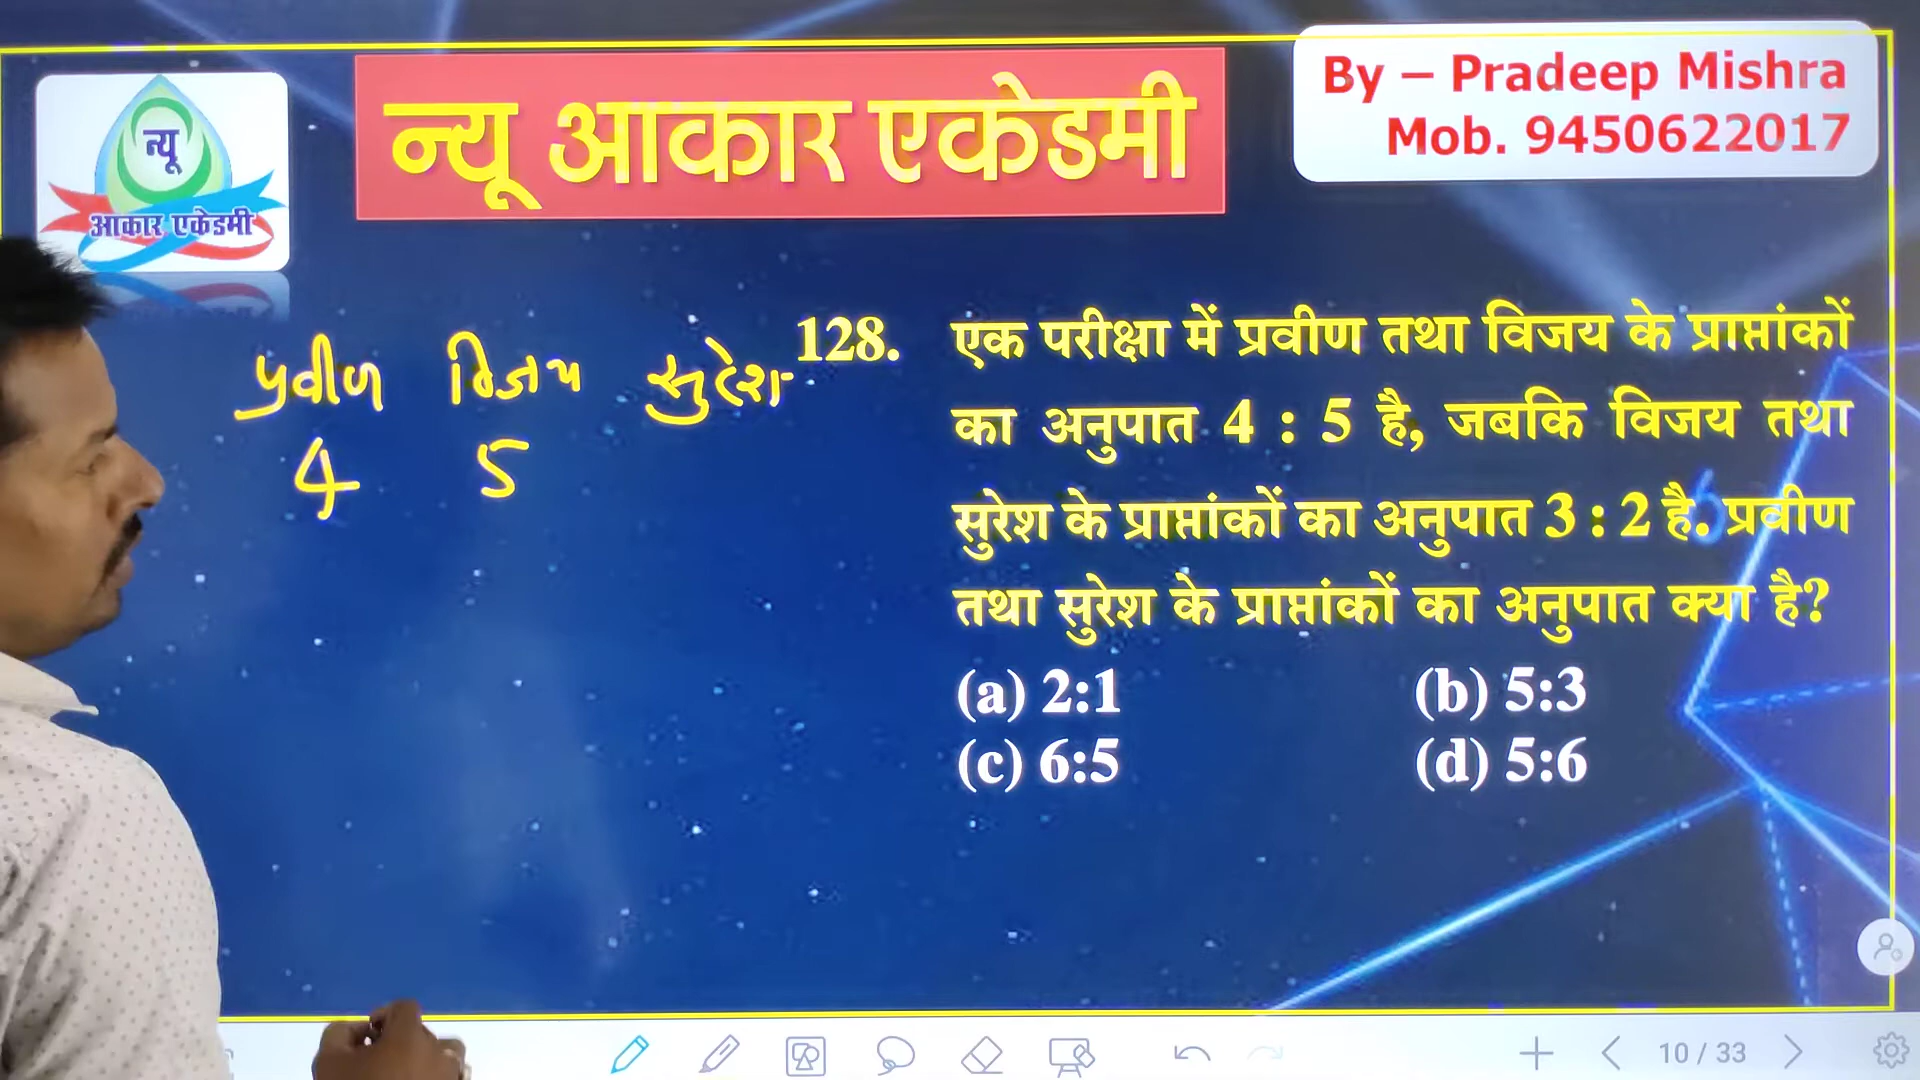 न्यू आकार एकेडमी
By – Pradeep Mishra
Mob. 9450622017
न्यू
आकार एकेडमी
प्रवीण विजय सुरेश
4 5
128. एक परीक्षा में प्रवीण तथा विजय के प्राप्तांकों
का अनुपात 4 : 5 है, जबकि विजय तथा
सुरेश के प्राप्तांकों का अनुपात 3 : 2 है. प्रवीण
तथा सुरेश के प्राप्तांकों का अनुपात क्या है?
(a) 2:1 (b) 5:3
(c) 6:5 (d) 5:6
10 / 33